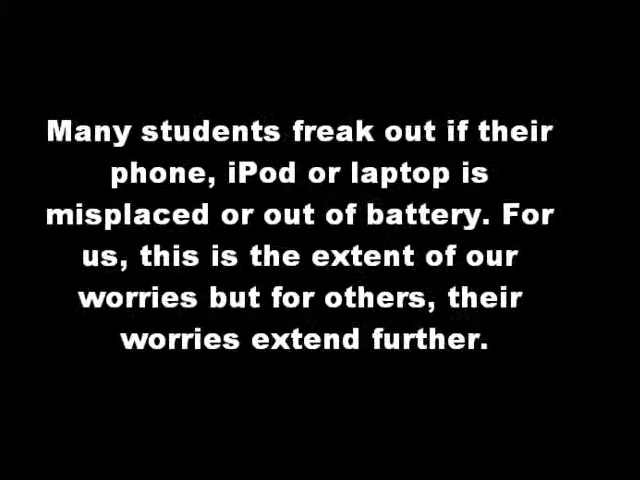 Many students freak out if their
phone, iPod or laptop is
misplaced or out of battery. For
us, this is the extent of our
worries but for others, their
worries extend further.